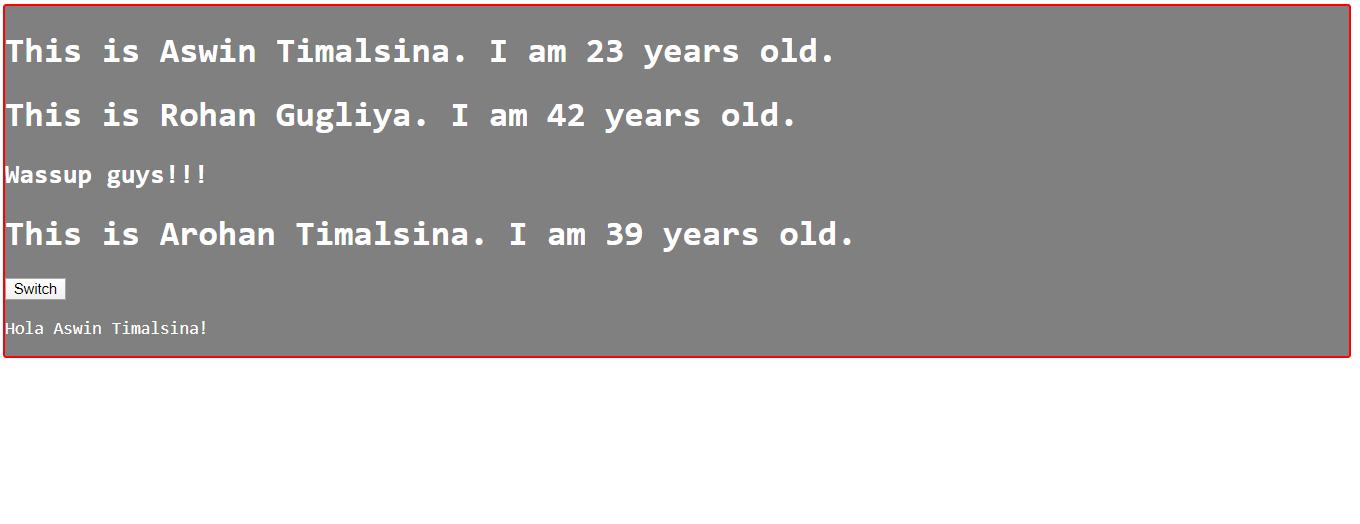 This is Aswin Timalsina. I am 23 years old.
This is Rohan Gugliya. I am 42 years old.
Wassup guys!!!
This is Arohan Timalsina. I am 39 years old.
Switch
Hola Aswin Timalsina!